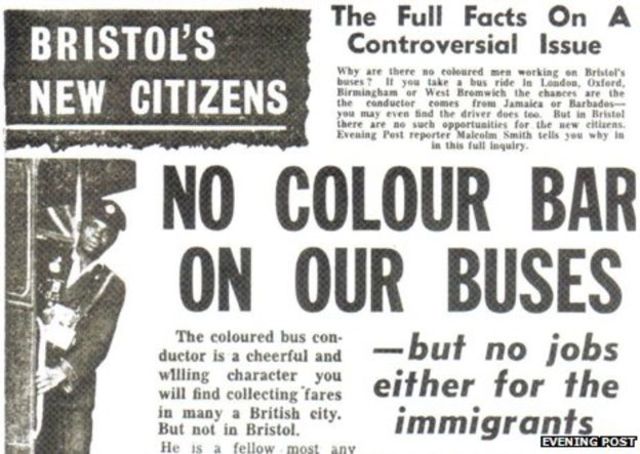 BRISTOL'S
NEW CITIZENS
The Full Facts On A
Controversial Issue
Why are there no coloured men working on Bristol's
buses? If you take a bus ride in London, Oxford,
Birmingham or West Bromwich the chances are the
the conductor comes from Jamaica or Barbados—
you may even find the driver does too. But in Bristol
there are no such opportunities for the new citizens.
Evening Post reporter Malcolm Smith tells you why in
in this full inquiry.
NO COLOUR BAR
ON OUR BUSES
—but no jobs
either for the
immigrants
The coloured bus con-
ductor is a cheerful and
willing character you
will find collecting fares
in many a British city.
But not in Bristol.
He is a fellow most any
EVENING POST